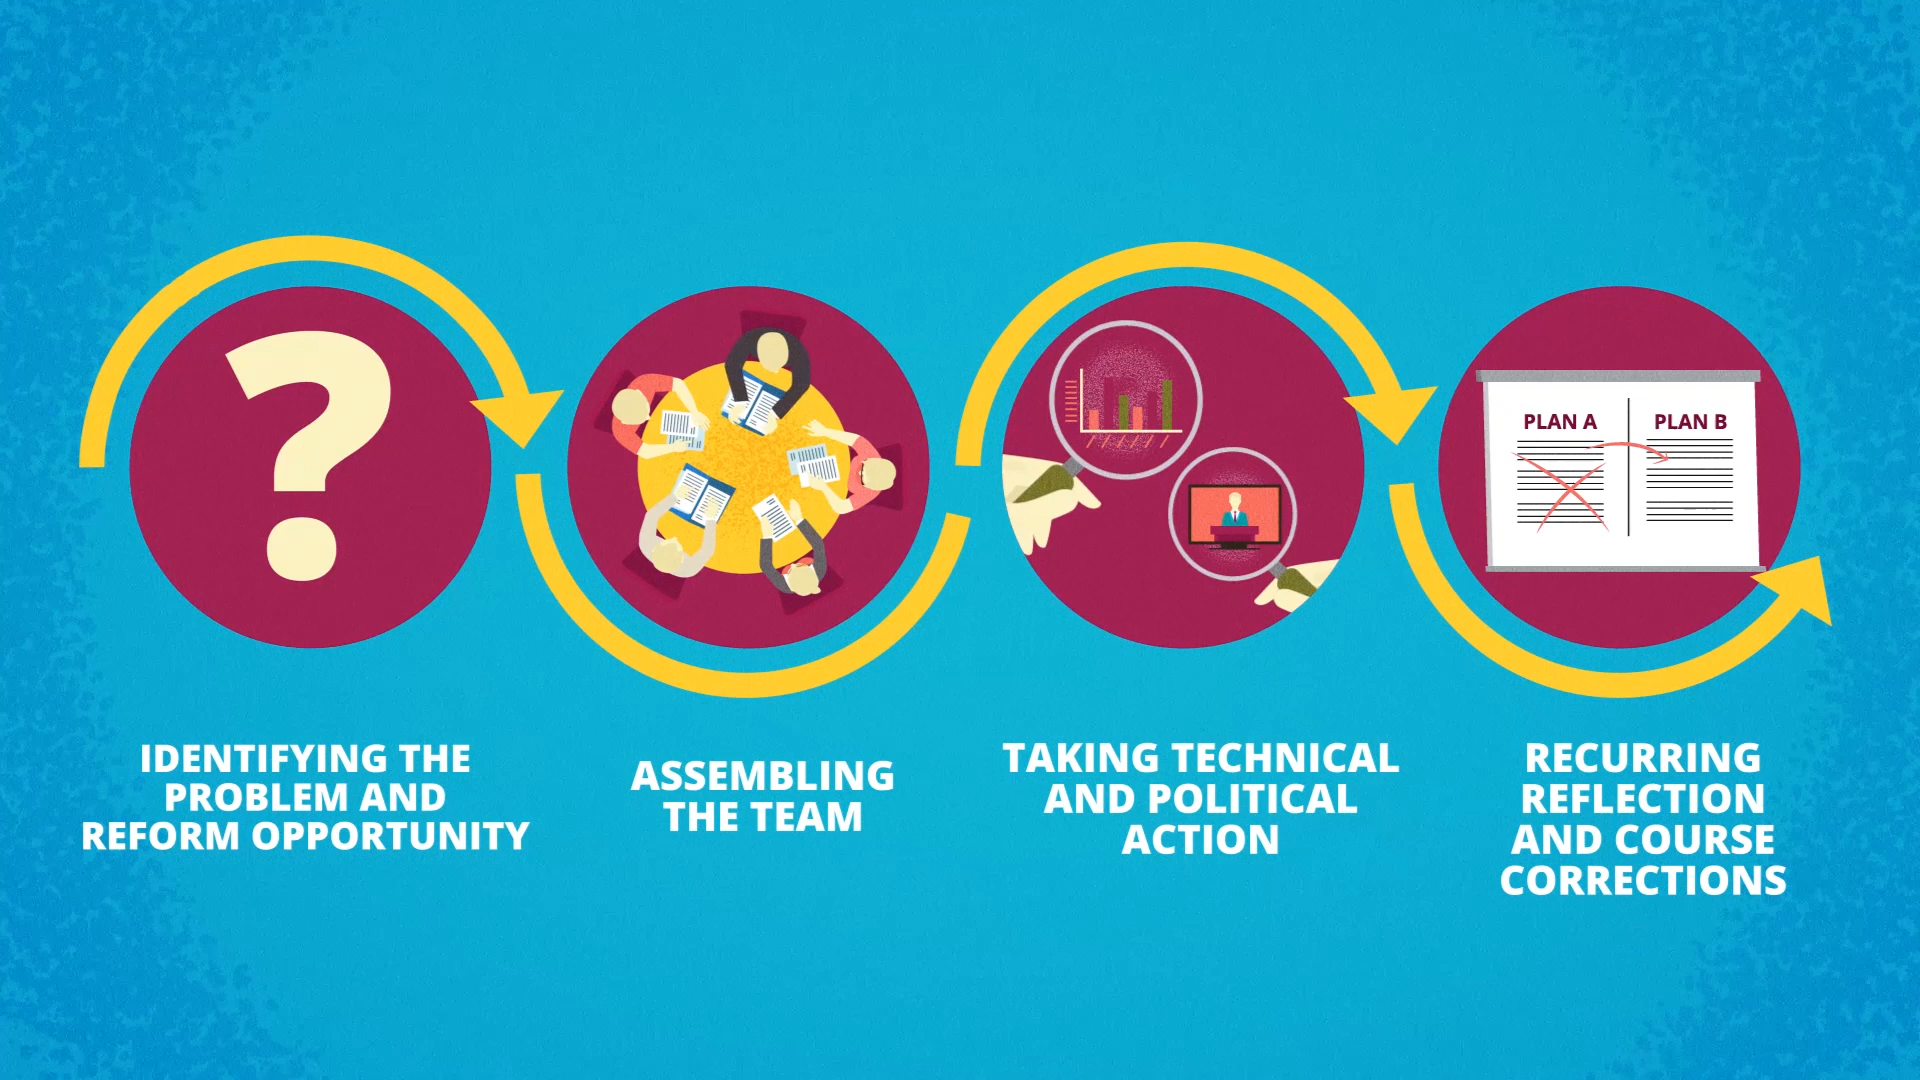 PLAN A
PLAN B
IDENTIFYING THE
PROBLEM AND
REFORM OPPORTUNITY
ASSEMBLING
THE TEAM
TAKING TECHNICAL
AND POLITICAL
ACTION
RECURRING
REFLECTION
AND COURSE
CORRECTIONS